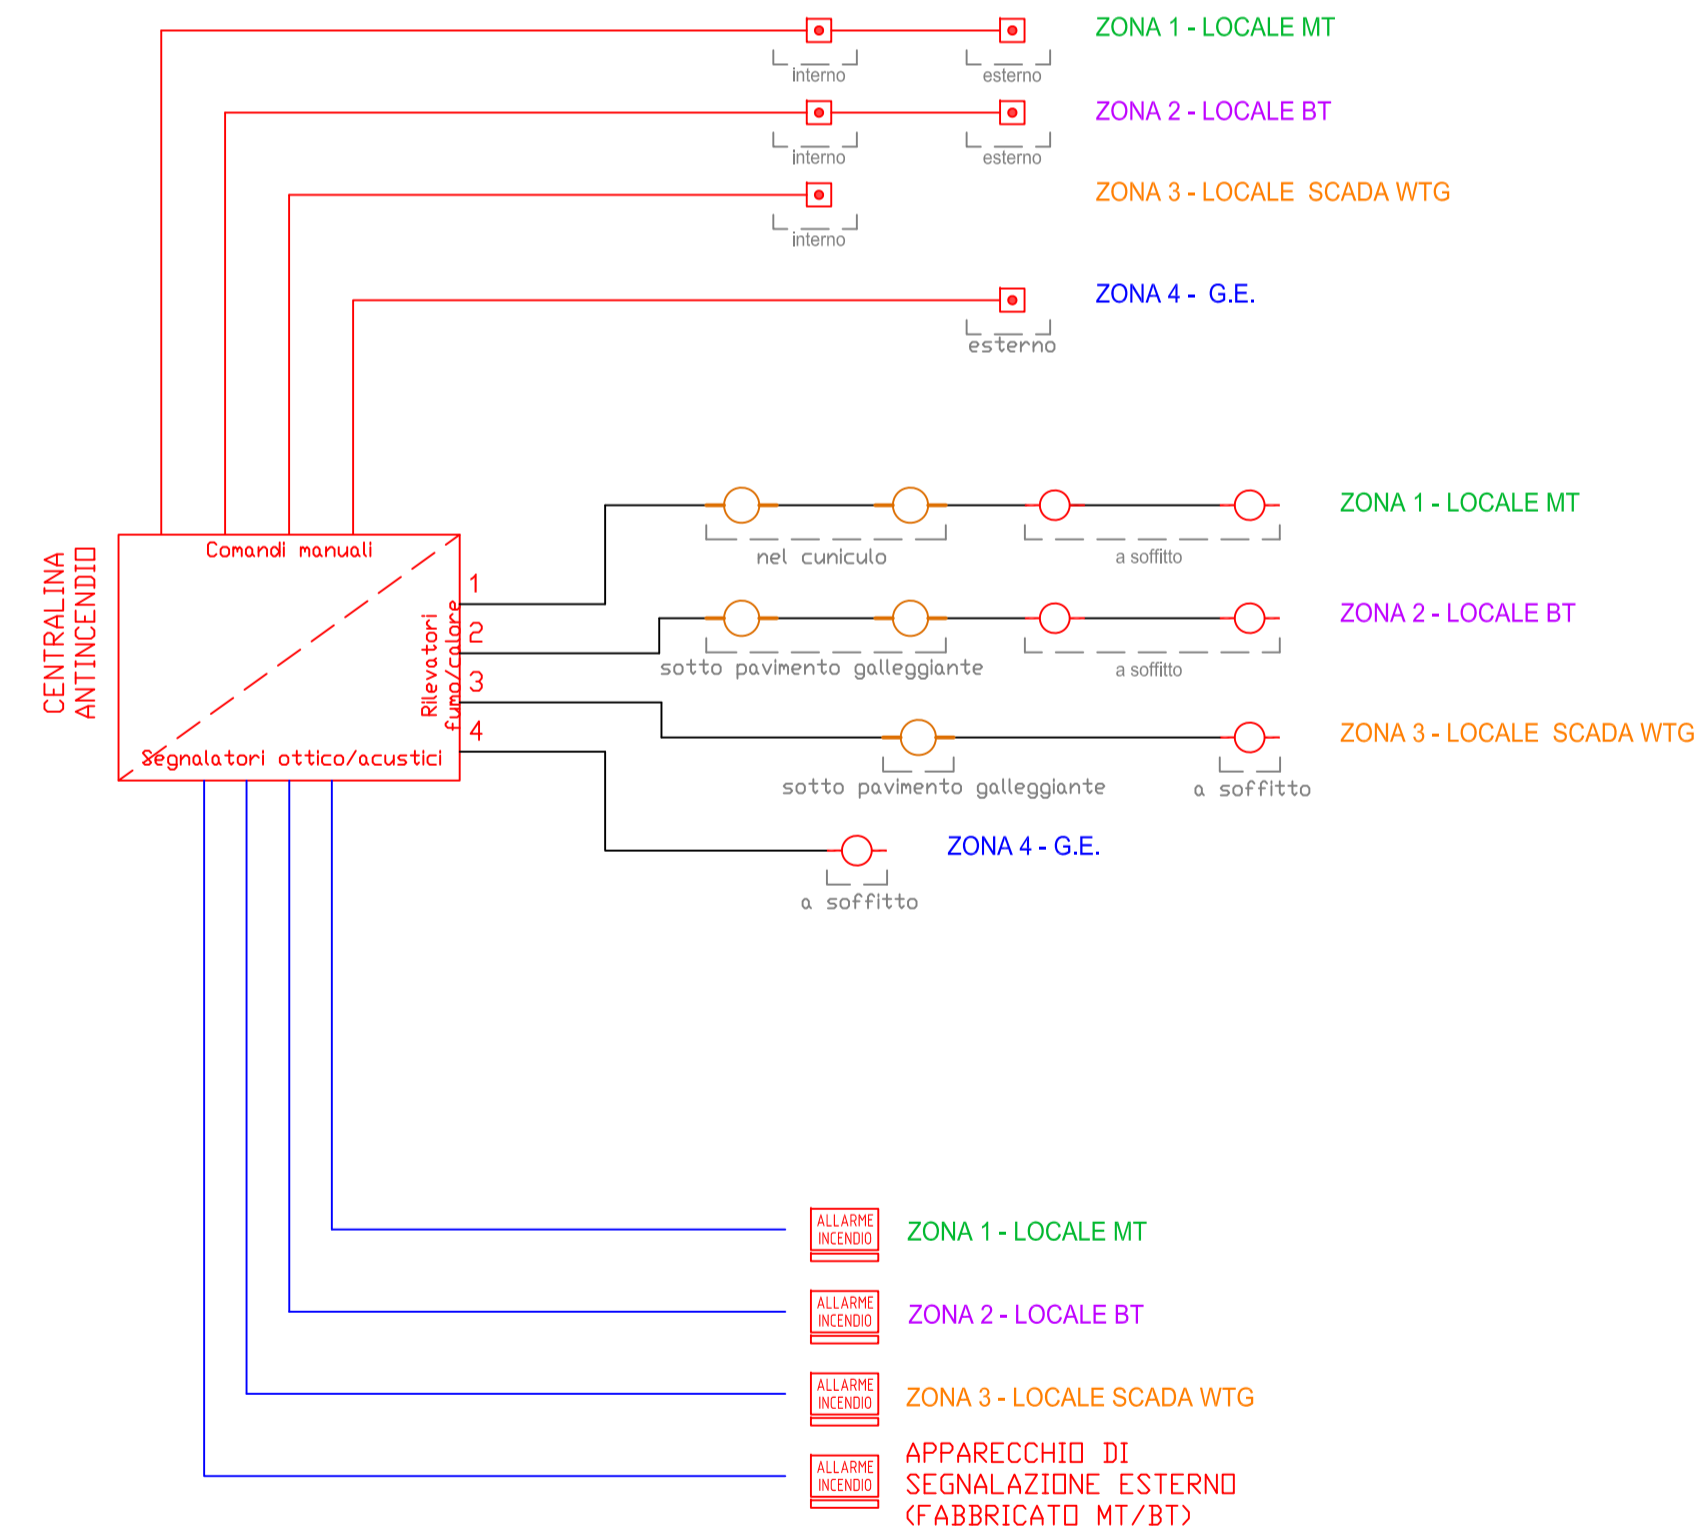 ZONA 1 - LOCALE MT
interno
esterno
ZONA 2 - LOCALE BT
interno
esterno
ZONA 3 - LOCALE SCADA WTG
interno
ZONA 4 - G.E.
esterno
CENTRALINA
ANTINCENDIO
Comandi manuali
Rilevatori
fumo/calore
Segnalatori ottico/acustici
1
2
3
4
nel cuniculo
a soffitto
ZONA 1 - LOCALE MT
sotto pavimento galleggiante
a soffitto
ZONA 2 - LOCALE BT
sotto pavimento galleggiante
a soffitto
ZONA 3 - LOCALE SCADA WTG
a soffitto
ZONA 4 - G.E.
ALLARME
INCENDIO
ZONA 1 - LOCALE MT
ALLARME
INCENDIO
ZONA 2 - LOCALE BT
ALLARME
INCENDIO
ZONA 3 - LOCALE SCADA WTG
ALLARME
INCENDIO
APPARECCHIO DI
SEGNALAZIONE ESTERNO
(FABBRICATO MT/BT)